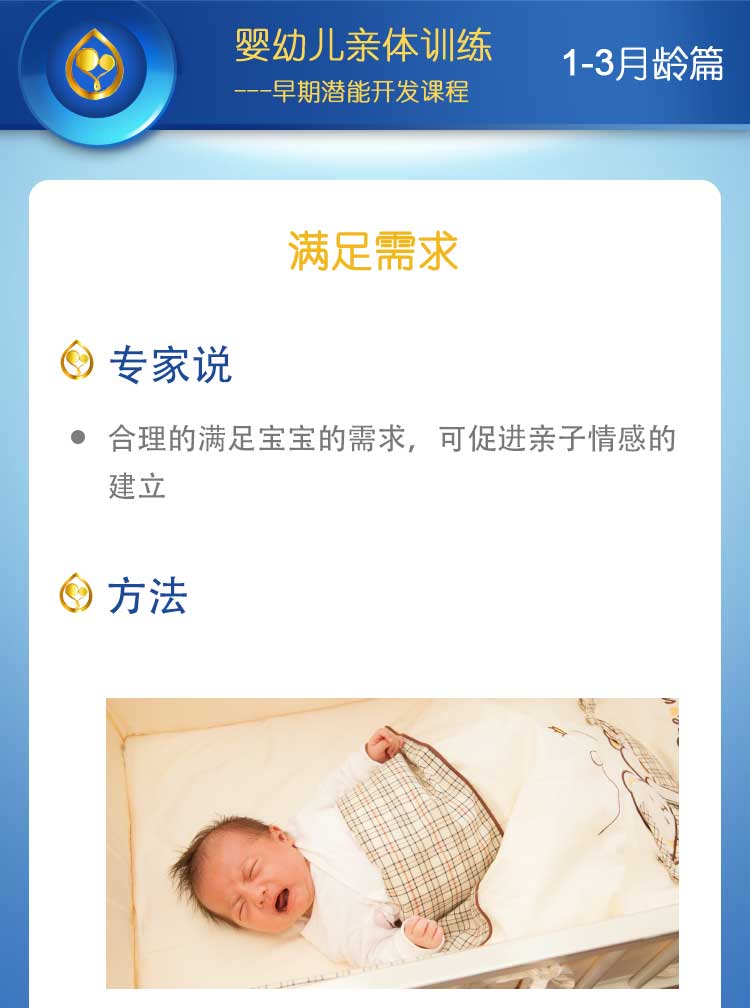 婴幼儿亲体训练
---早期潜能开发课程
1-3月龄篇
满足需求
专家说
● 合理的满足宝宝的需求，可促进亲子情感的
建立
方法